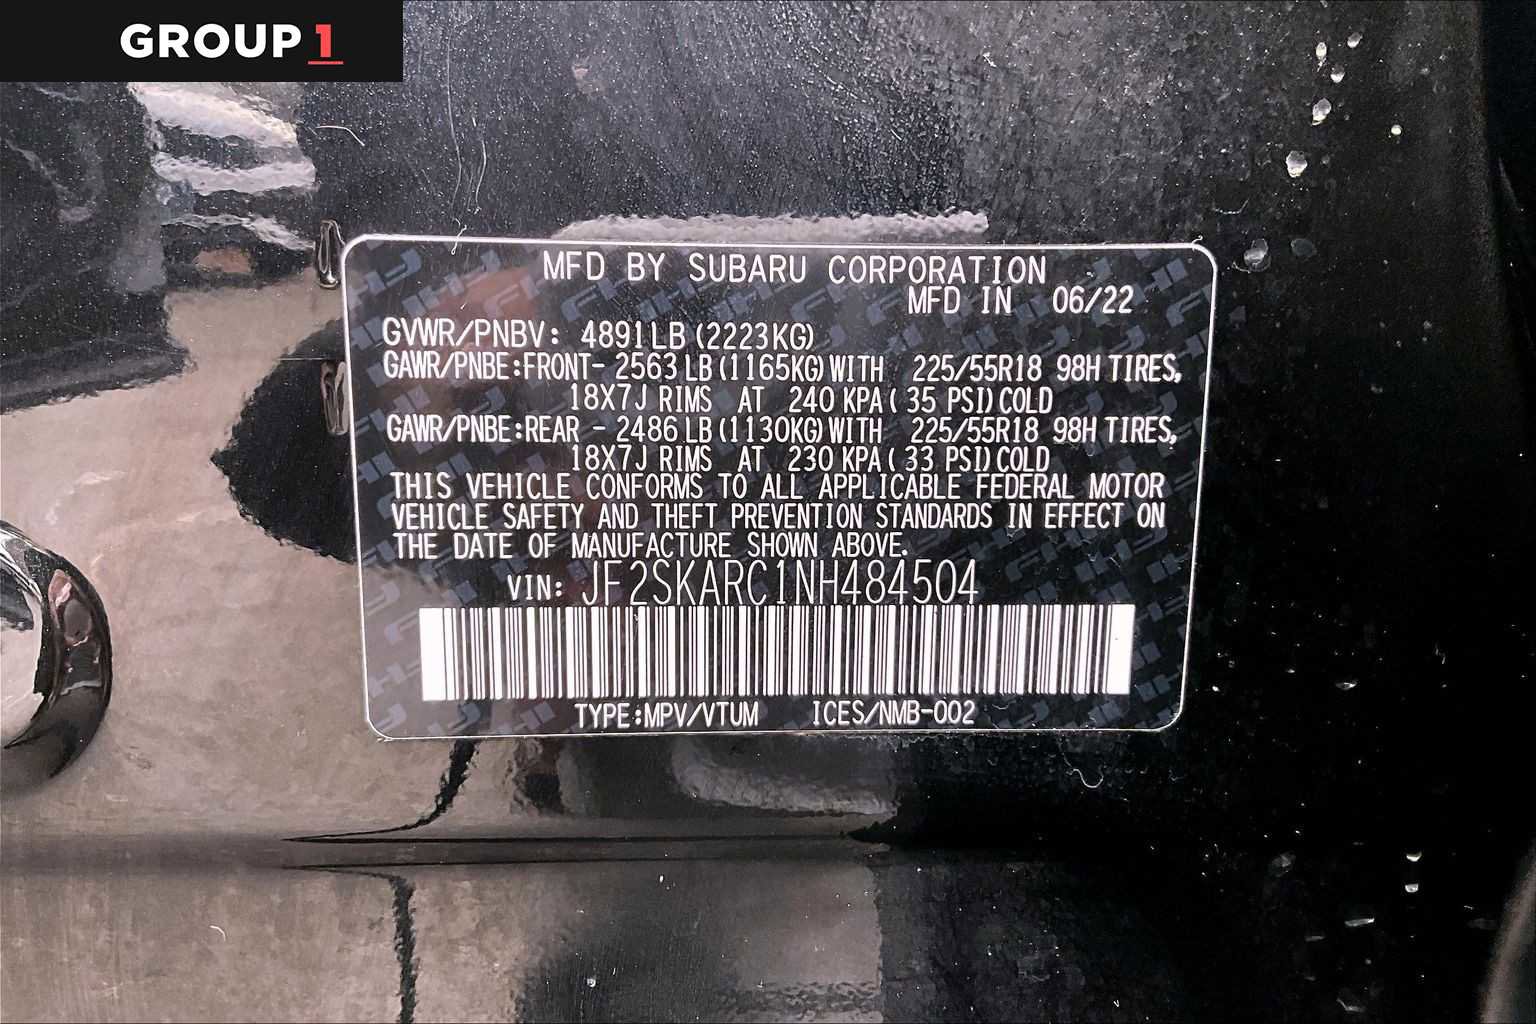 GROUP 1
MFD BY SUBARU CORPORATION
MFD IN 06/22
GVWR/PNBV: 4891LB (2223KG)
GAWR/PNBE:FRONT- 2563 LB (1165KG) WITH 225/55R18 98H TIRES,
18X7J RIMS AT 240 KPA ( 35 PSI) COLD
GAWR/PNBE:REAR - 2486 LB (1130KG) WITH 225/55R18 98H TIRES,
18X7J RIMS AT 230 KPA ( 33 PSI) COLD
THIS VEHICLE CONFORMS TO ALL APPLICABLE FEDERAL MOTOR
VEHICLE SAFETY AND THEFT PREVENTION STANDARDS IN EFFECT ON
THE DATE OF MANUFACTURE SHOWN ABOVE.
VIN: JF2SKARC1NH484504
TYPE:MPV/VTUM ICES/NMB-002